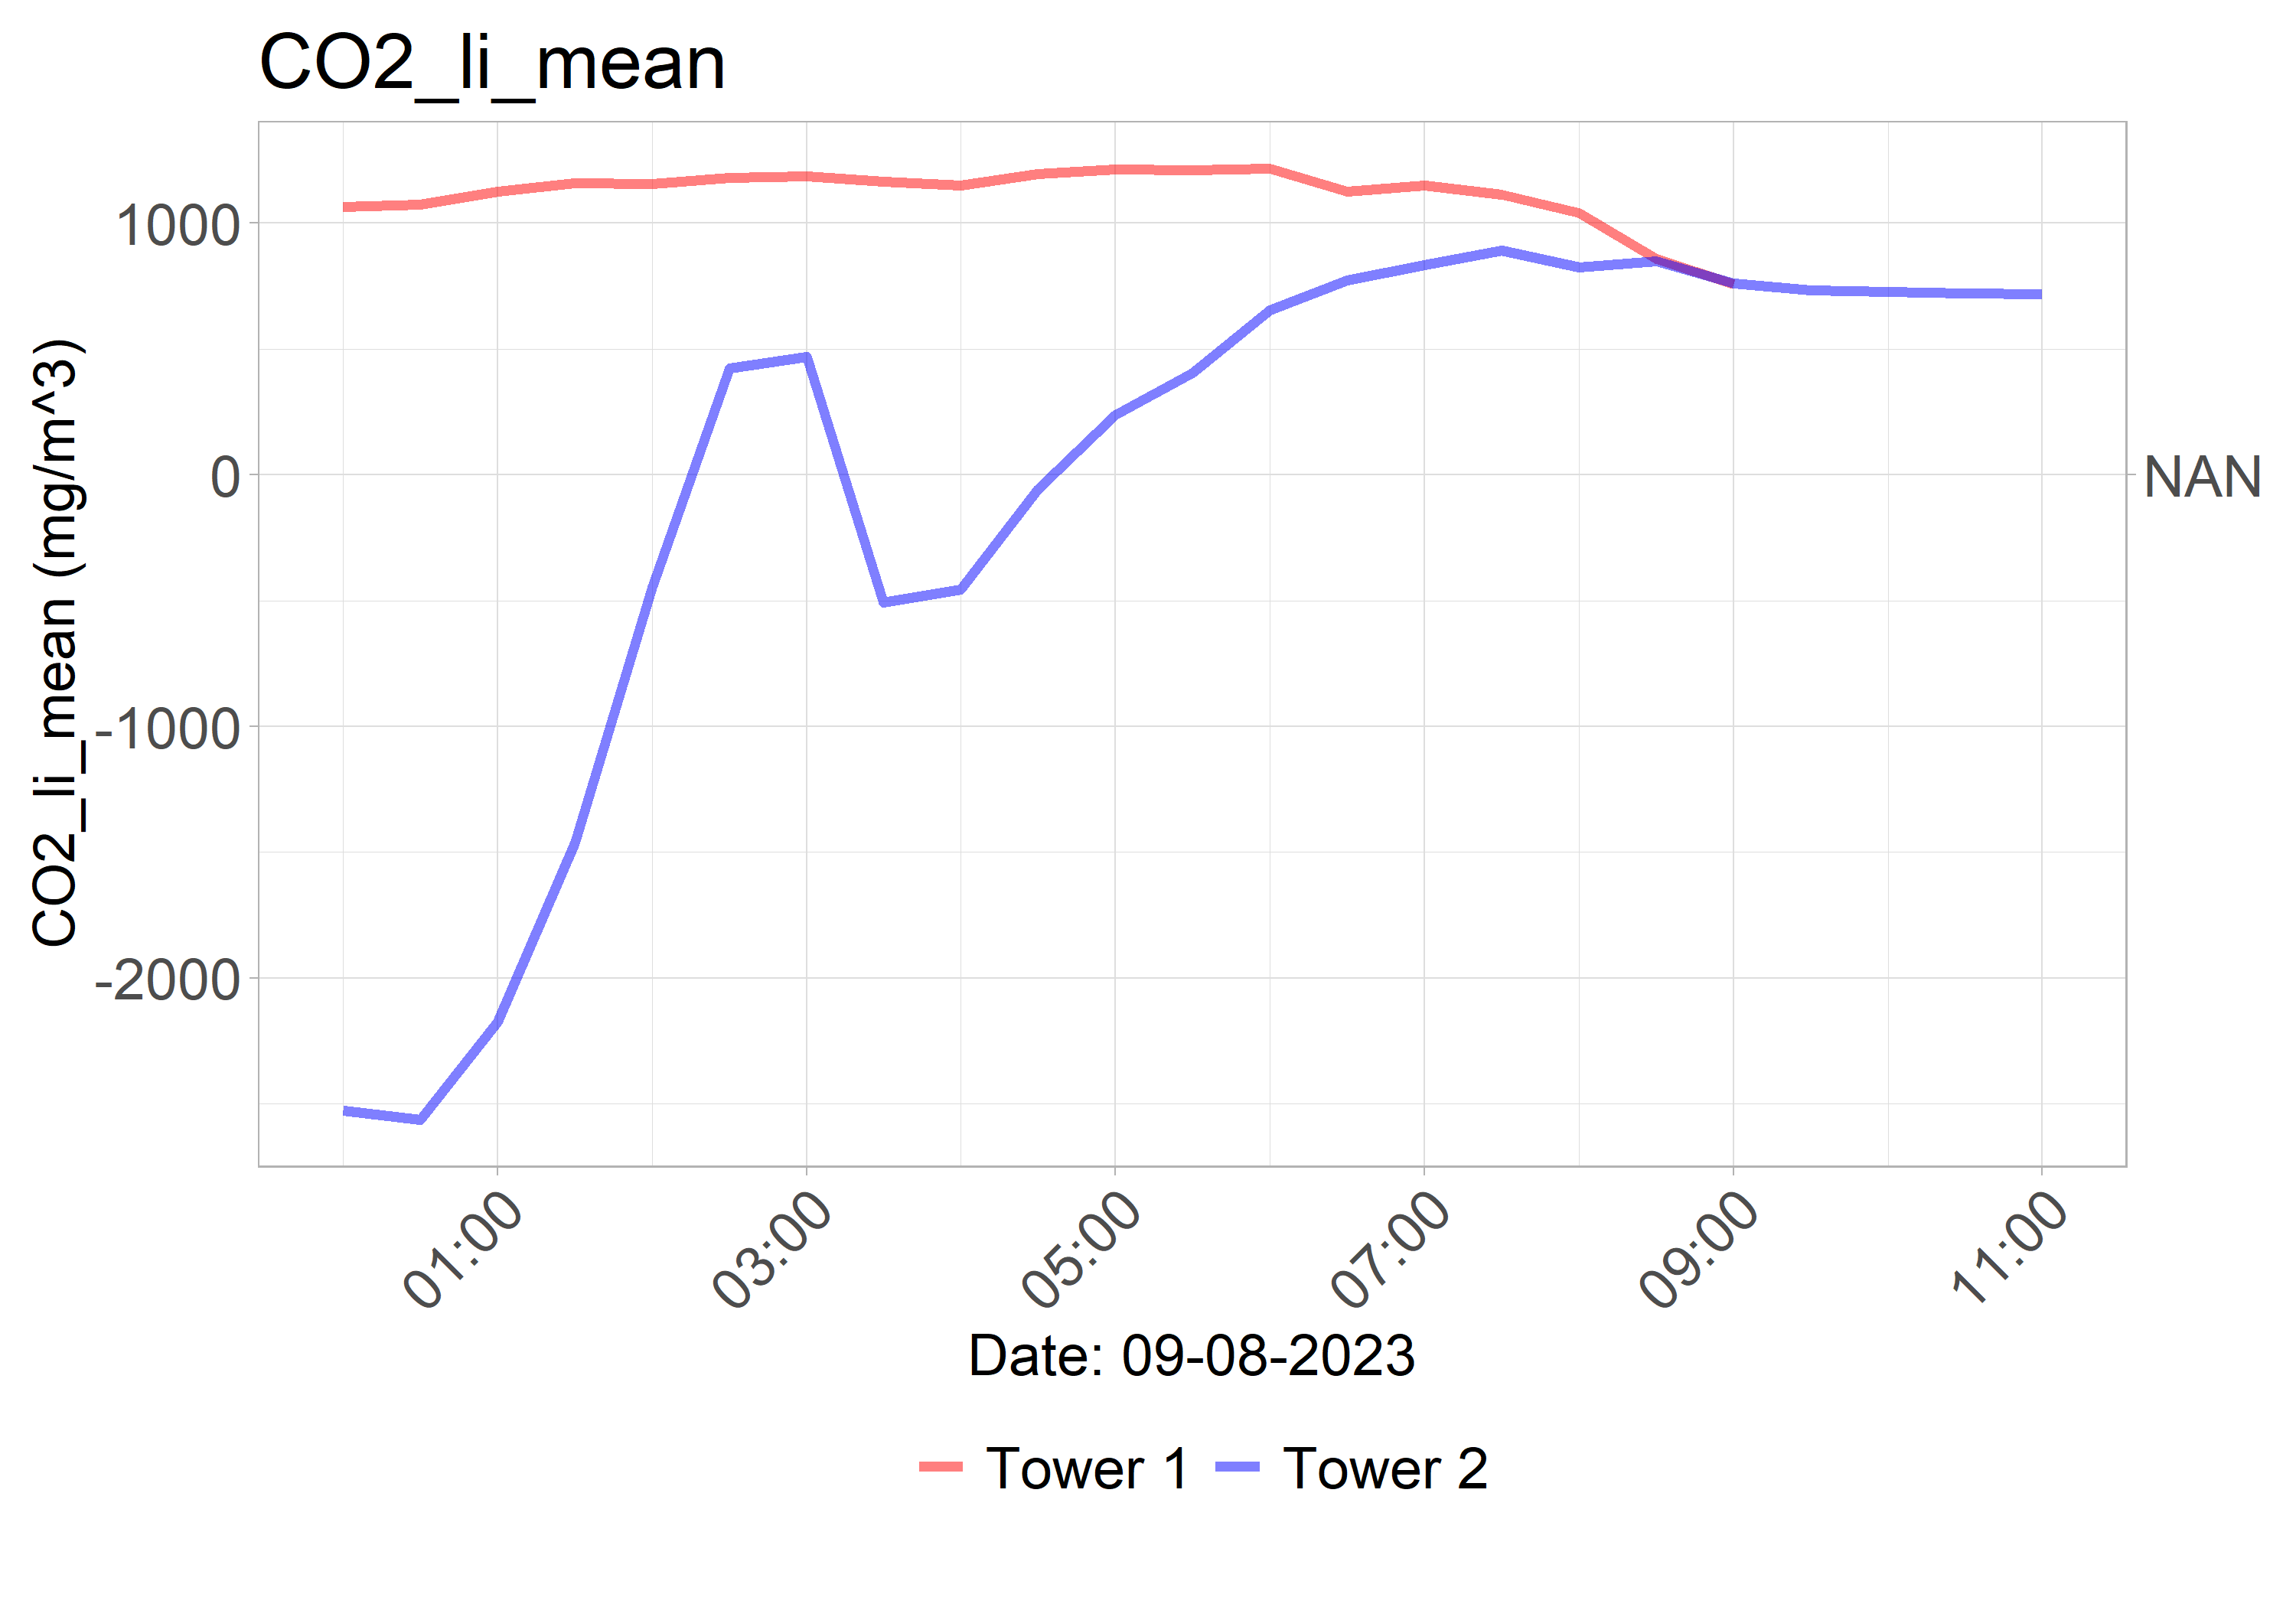 CO2_li_mean
CO2_li_mean (mg/m^3)
1000
0
-1000
-2000
NAN
01:00
03:00
05:00
07:00
09:00
11:00
Date: 09-08-2023
Tower 1
Tower 2